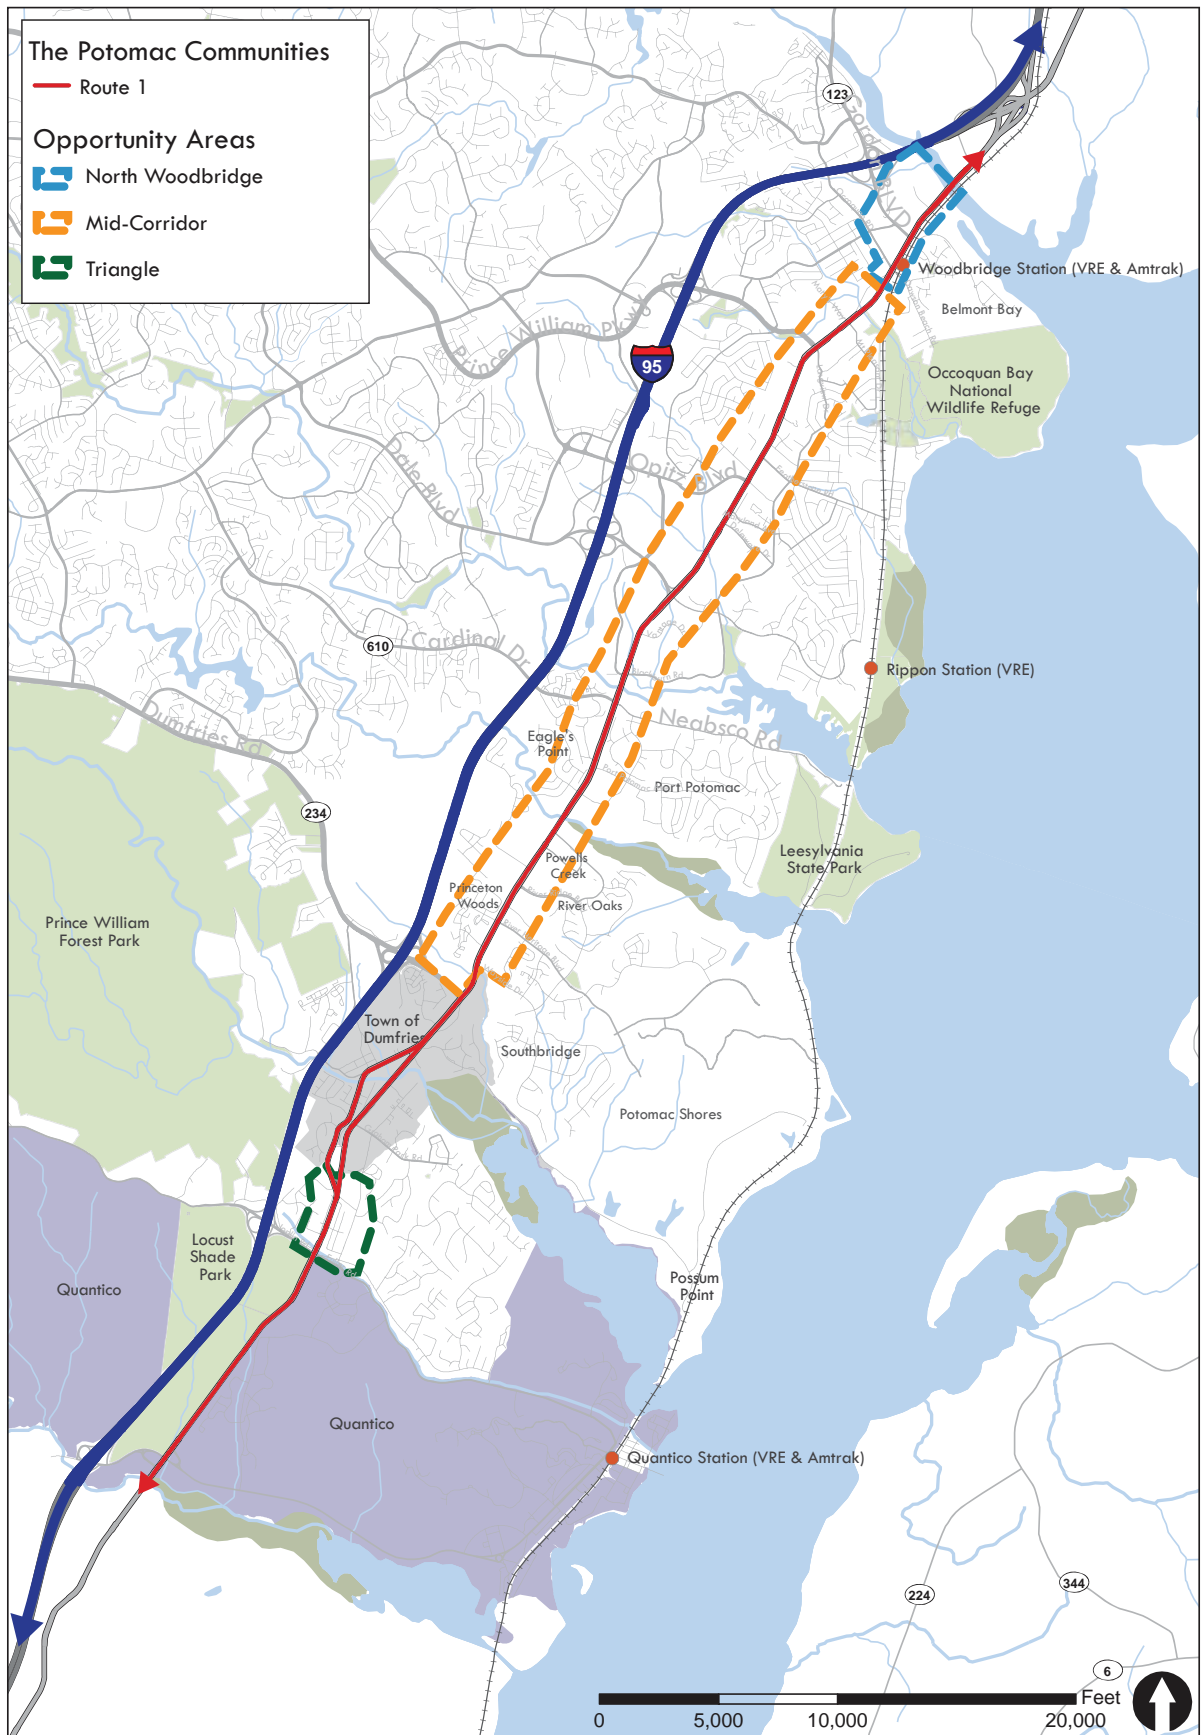 The Potomac Communities
Route 1
Opportunity Areas
North Woodbridge
Mid-Corridor
Triangle
123
Gordon BLVD
Woodbridge Station (VRE & Amtrak)
Belmont Bay
Prince William Pkwy
95
Occoquan Bay
National
Wildlife Refuge
Dale Blvd
Opitz Blvd
610
Cardinal Dr
Rippon Station (VRE)
Dumfries Rd
Neabsco Rd
Eagle's
Point
Port Potomac
234
Leesylvania
State Park
Powells
Creek
Princeton
Woods
River Oaks
Prince William
Forest Park
Town of
Dumfries
Southbridge
Potomac Shores
Locust
Shade
Park
Quantico
Possum
Point
Quantico
Quantico Station (VRE & Amtrak)
224
344
6
Feet
0
5,000
10,000
20,000